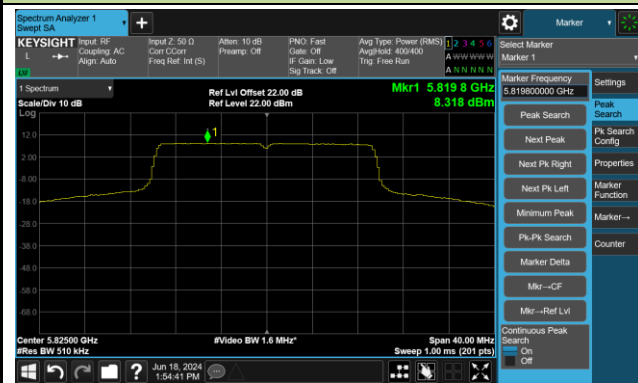 Spectrum Analyzer 1
Swept SA
Marker
KEYSIGHT
L
LVI
Input: RF
Coupling: AC
Align: Auto
Input Z: 50 Ω
Corr CCorr
Freq Ref: Int (S)
Atten: 10 dB
Preamp: Off
PNO: Fast
Gate: Off
IF Gain: Low
Sig Track: Off
Avg Type: Power (RMS)
Avg|Hold: 400/400
Trig: Free Run
1 2 3 4 5 6
A W W W W W
A N N N N N
Select Marker
Marker 1
1 Spectrum
Scale/Div 10 dB
Log
Ref Lvl Offset 22.00 dB
Ref Level 22.00 dBm
Mkr1 5.819 8 GHz
8.318 dBm
1
12.0
2.00
-8.00
-18.0
-28.0
-38.0
-48.0
-58.0
-68.0
Center 5.82500 GHz
#Res BW 510 kHz
#Video BW 1.6 MHz*
Span 40.00 MHz
Sweep 1.00 ms (201 pts)
Marker Frequency
5.819800000 GHz
Peak Search
Next Peak
Next Pk Right
Next Pk Left
Minimum Peak
Pk-Pk Search
Marker Delta
Mkr→CF
Mkr→Ref Lvl
Continuous Peak
Search
On
Off
Settings
Peak
Search
Pk Search
Config
Properties
Marker
Function
Marker→
Counter
Jun 18, 2024
1:54:41 PM